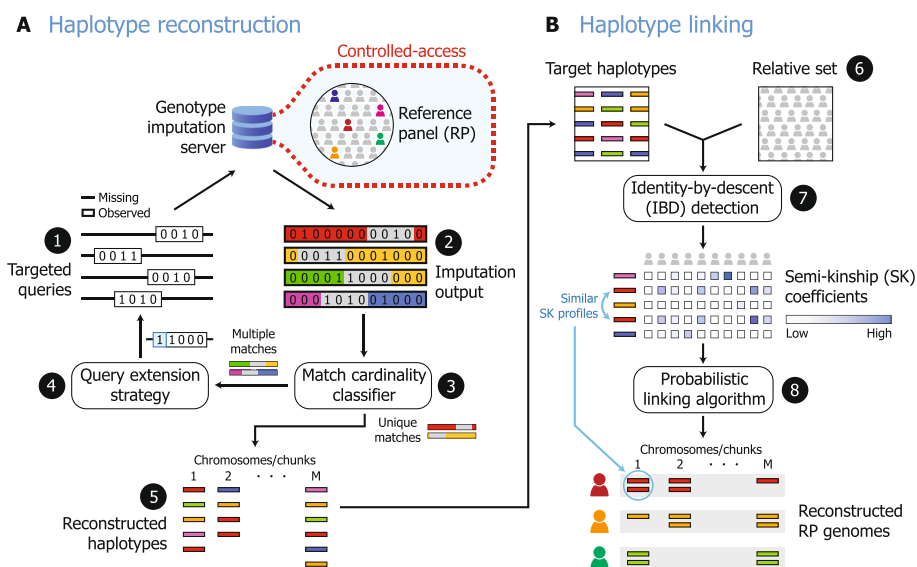 A Haplotype reconstruction
Controlled-access
Genotype
imputation
server
Reference
panel (RP)
Missing
Observed
1
Targeted
queries
0 0 1 0
0 0 1 1
0 0 1 0
1 0 1 0
0 1 0 0 0 0 0 0 0 1 0 0
0 0 0 1 1 0 0 0 1 0 0 0
0 0 0 0 1 1 0 0 0 0 0 0
0 0 0 1 0 1 0 0 1 0 0 0
2
Imputation
output
1 1 0 0 0
Multiple
matches
4
Query extension
strategy
Match cardinality
classifier
3
Unique
matches
Chromosomes/chunks
1 2 · · · M
5
Reconstructed
haplotypes
B Haplotype linking
Target haplotypes
Relative set
6
Identity-by-descent
(IBD) detection
7
Similar
SK profiles
Semi-kinship (SK)
coefficients
Low High
Probabilistic
linking algorithm
8
Chromosomes/chunks
1 2 · · · M
Reconstructed
RP genomes